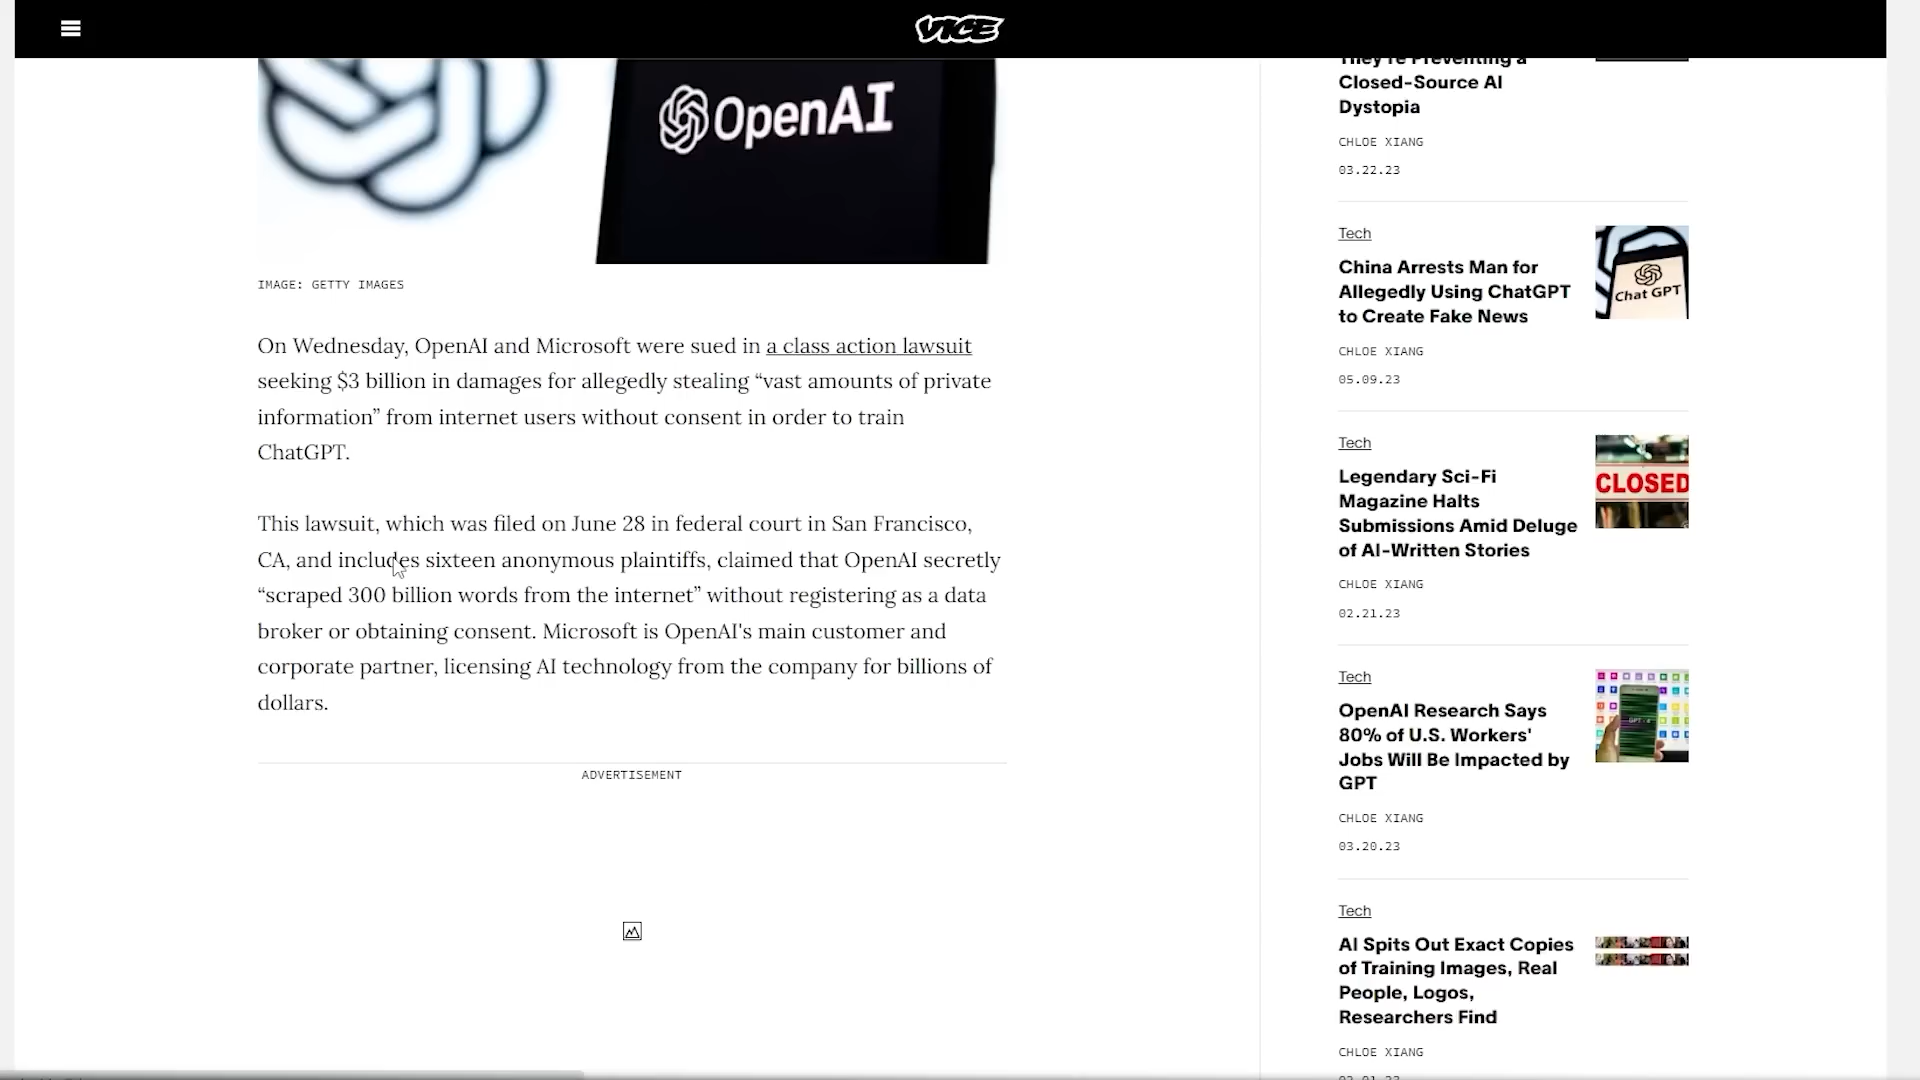 VICE
OpenAI
IMAGE: GETTY IMAGES
On Wednesday, OpenAI and Microsoft were sued in a class action lawsuit
seeking $3 billion in damages for allegedly stealing “vast amounts of private
information” from internet users without consent in order to train
ChatGPT.
This lawsuit, which was filed on June 28 in federal court in San Francisco,
CA, and includes sixteen anonymous plaintiffs, claimed that OpenAI secretly
“scraped 300 billion words from the internet” without registering as a data
broker or obtaining consent. Microsoft is OpenAI's main customer and
corporate partner, licensing AI technology from the company for billions of
dollars.
ADVERTISEMENT
They're Preventing a
Closed-Source AI
Dystopia
CHLOE XIANG
03.22.23
Tech
China Arrests Man for
Allegedly Using ChatGPT
to Create Fake News
CHLOE XIANG
05.09.23
Chat GPT
Tech
Legendary Sci-Fi
Magazine Halts
Submissions Amid Deluge
of AI-Written Stories
CHLOE XIANG
02.21.23
CLOSED
Tech
OpenAI Research Says
80% of U.S. Workers'
Jobs Will Be Impacted by
GPT
CHLOE XIANG
03.20.23
Tech
AI Spits Out Exact Copies
of Training Images, Real
People, Logos,
Researchers Find
CHLOE XIANG